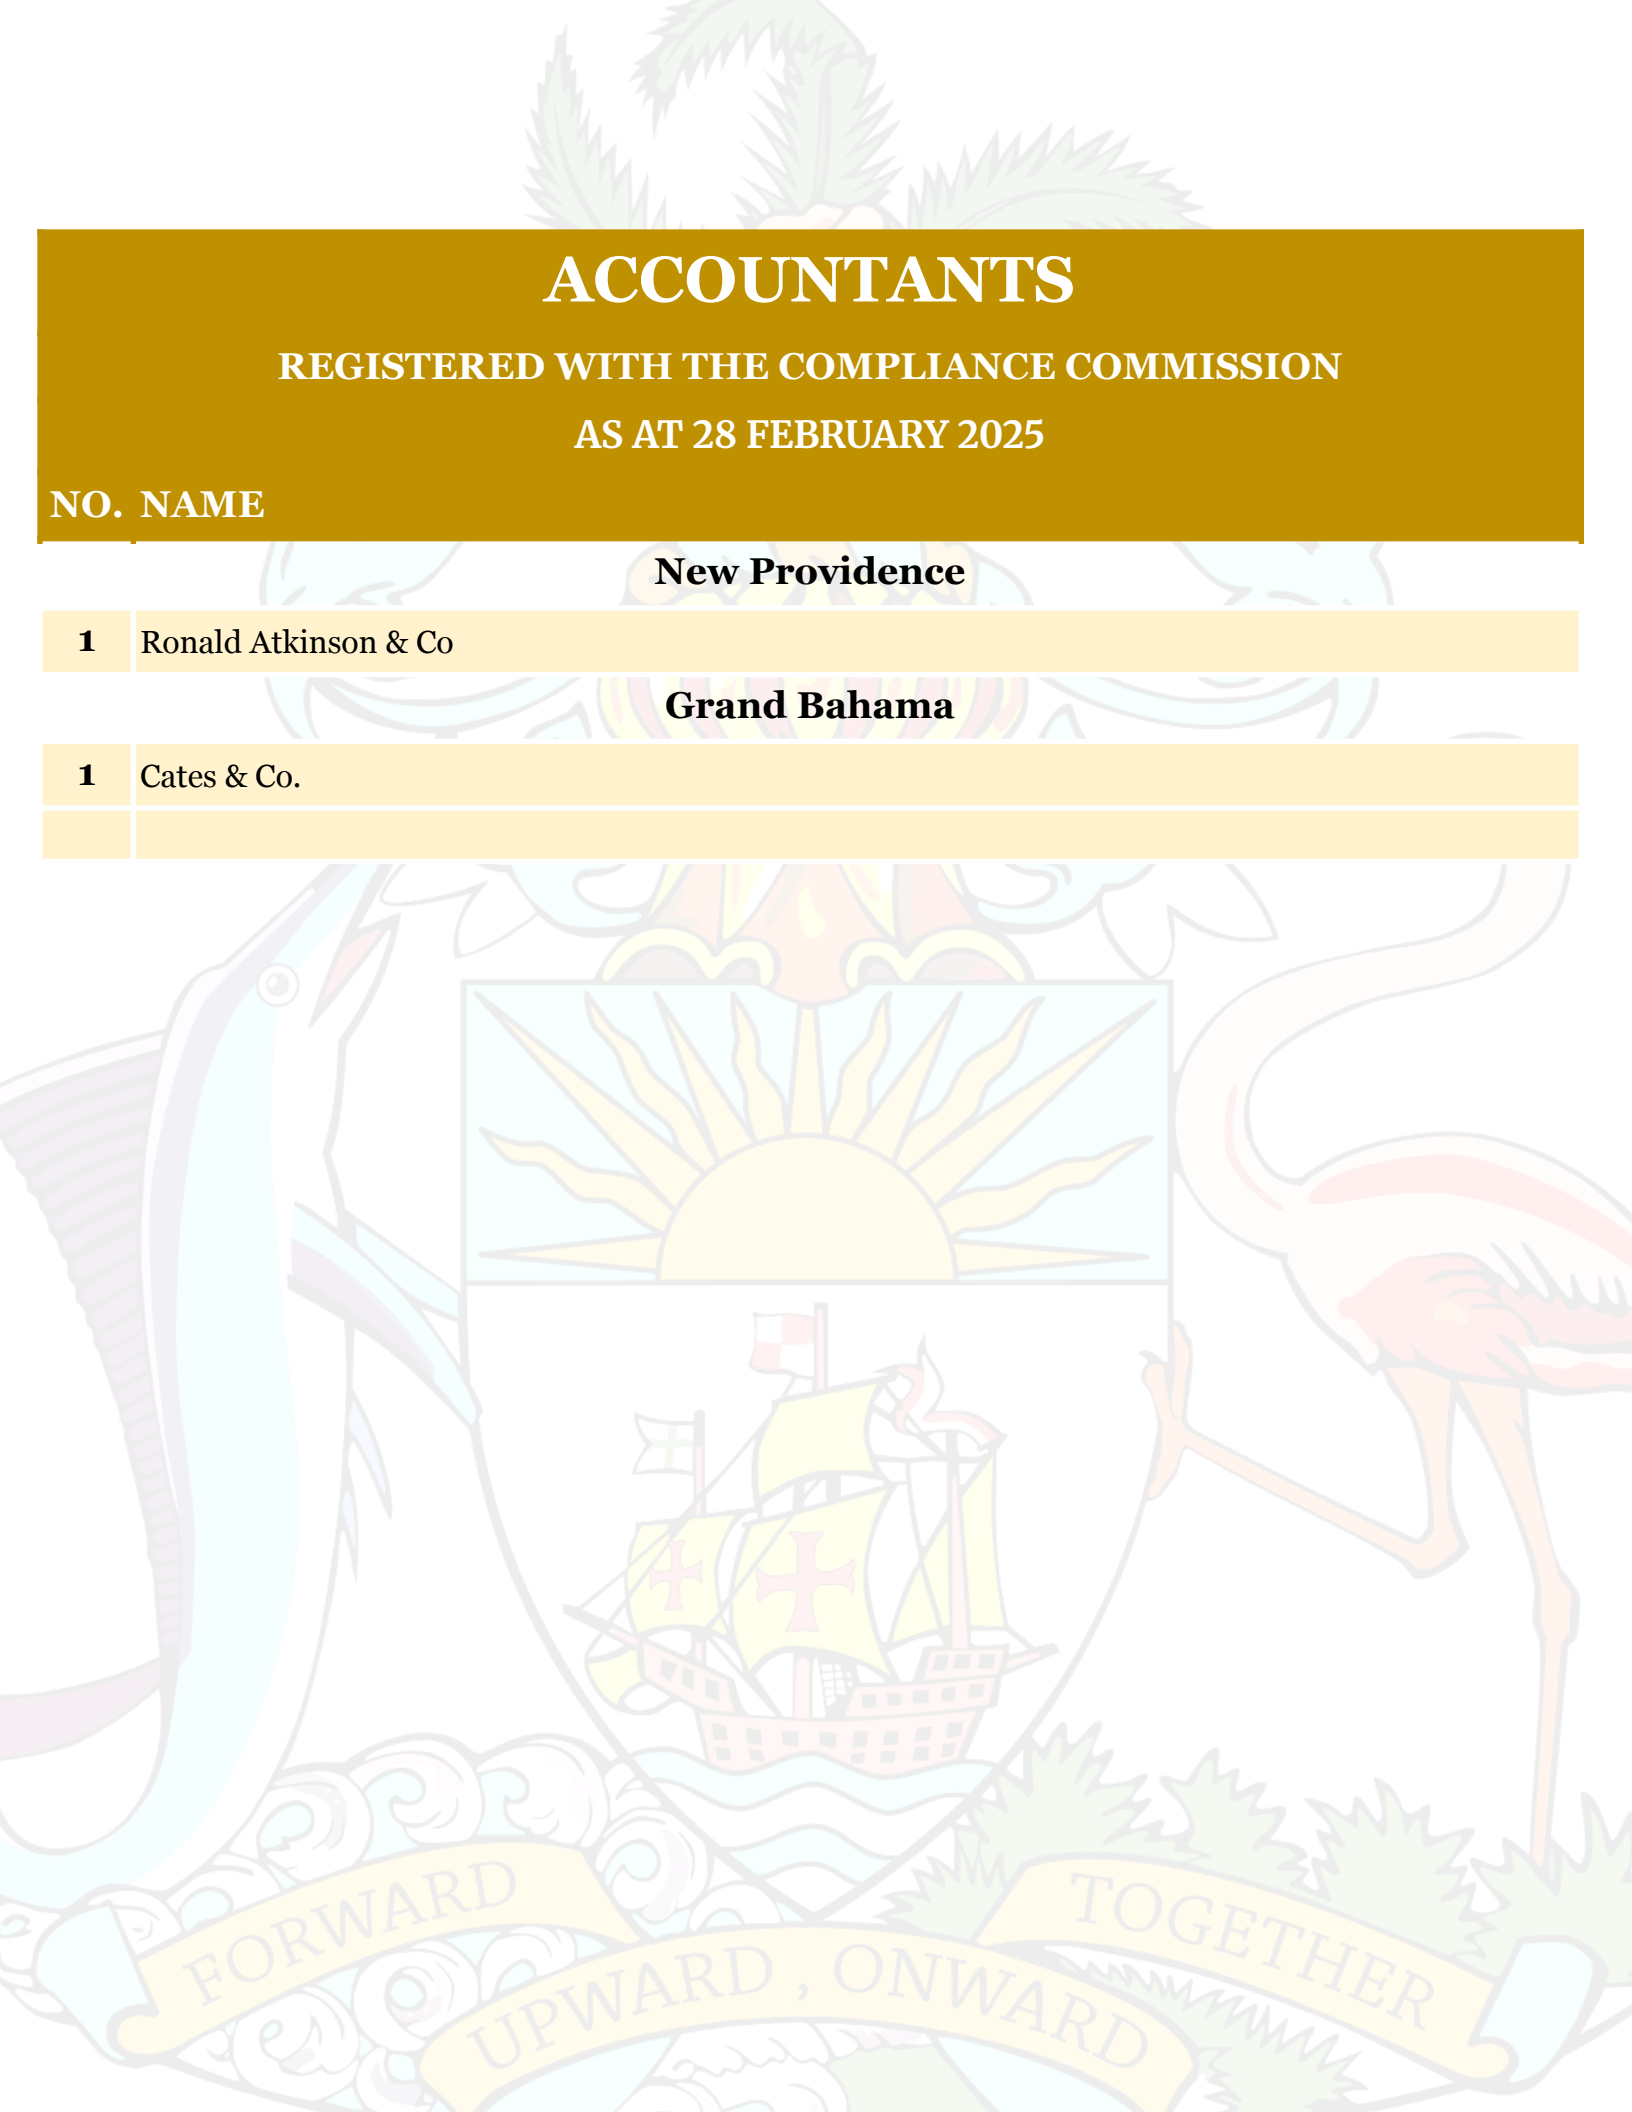 ACCOUNTANTS
REGISTERED WITH THE COMPLIANCE COMMISSION
AS AT 28 FEBRUARY 2025
NO. NAME
New Providence
1 Ronald Atkinson & Co
Grand Bahama
1 Cates & Co.
FORWARD
UPWARD , ONWARD
TOGETHER